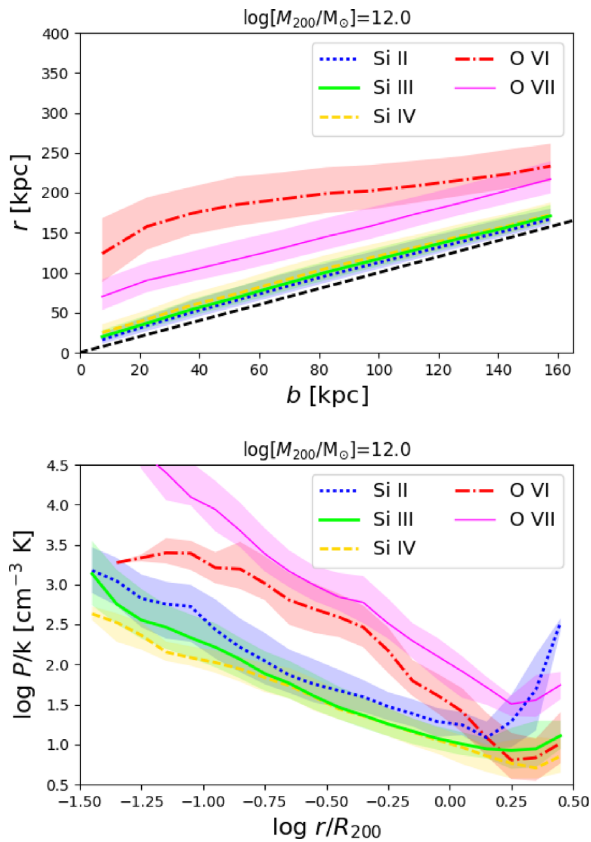 log[M₂₀₀/M☉]=12.0
400
350
300
250
200
150
100
50
0
r [kpc]
Si II
Si III
Si IV
O VI
O VII
0 20 40 60 80 100 120 140 160
b [kpc]
log[M₂₀₀/M☉]=12.0
4.5
4.0
3.5
3.0
2.5
2.0
1.5
1.0
0.5
log P/k [cm⁻³ K]
Si II
Si III
Si IV
O VI
O VII
−1.50 −1.25 −1.00 −0.75 −0.50 −0.25 0.00 0.25 0.50
log r/R₂₀₀